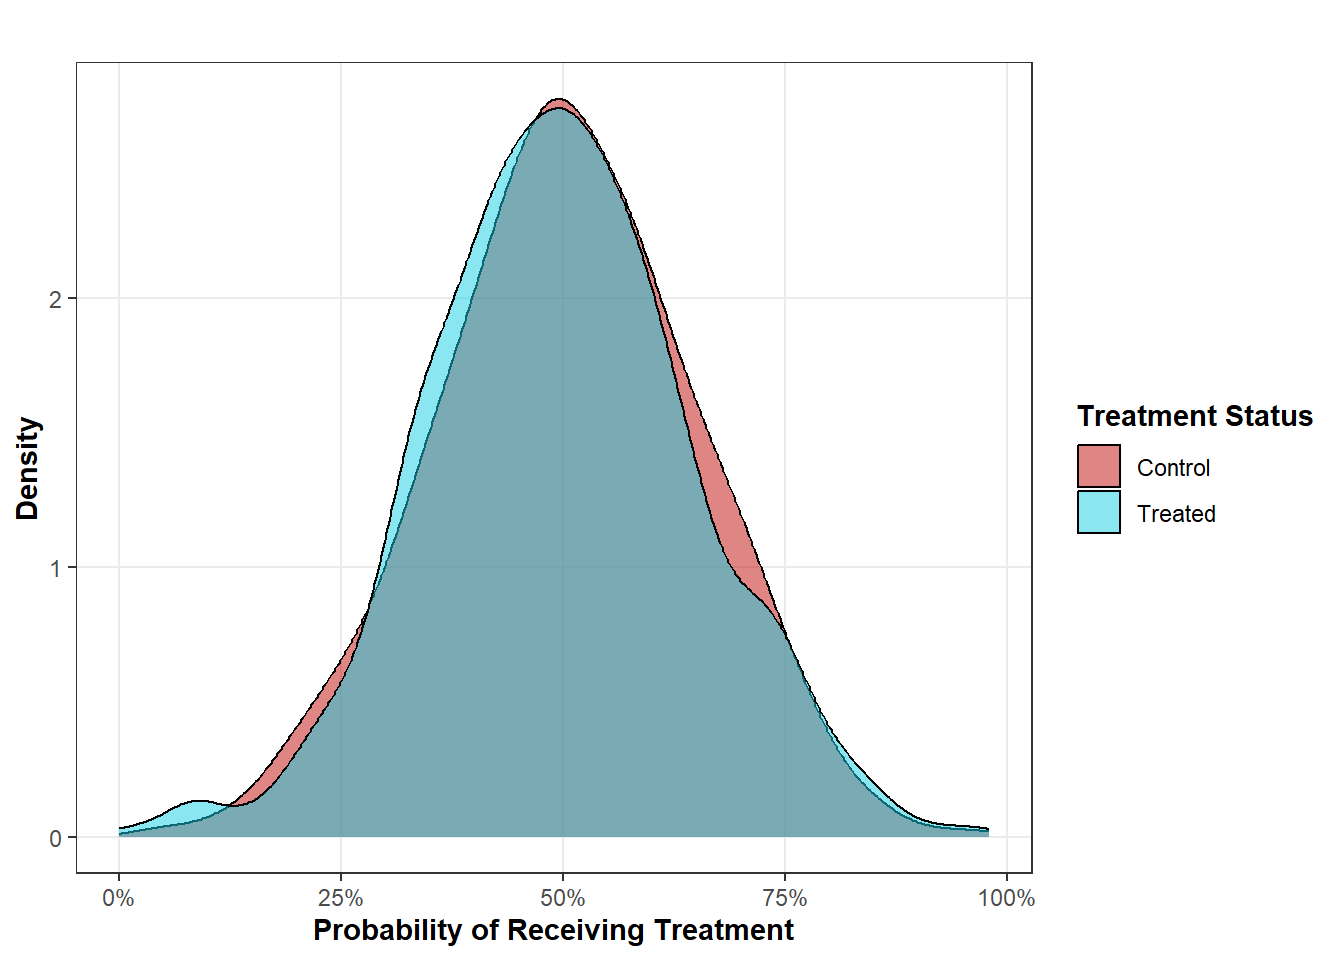 2
1
0
Density
0%
25%
50%
75%
100%
Probability of Receiving Treatment
Treatment Status
Control
Treated